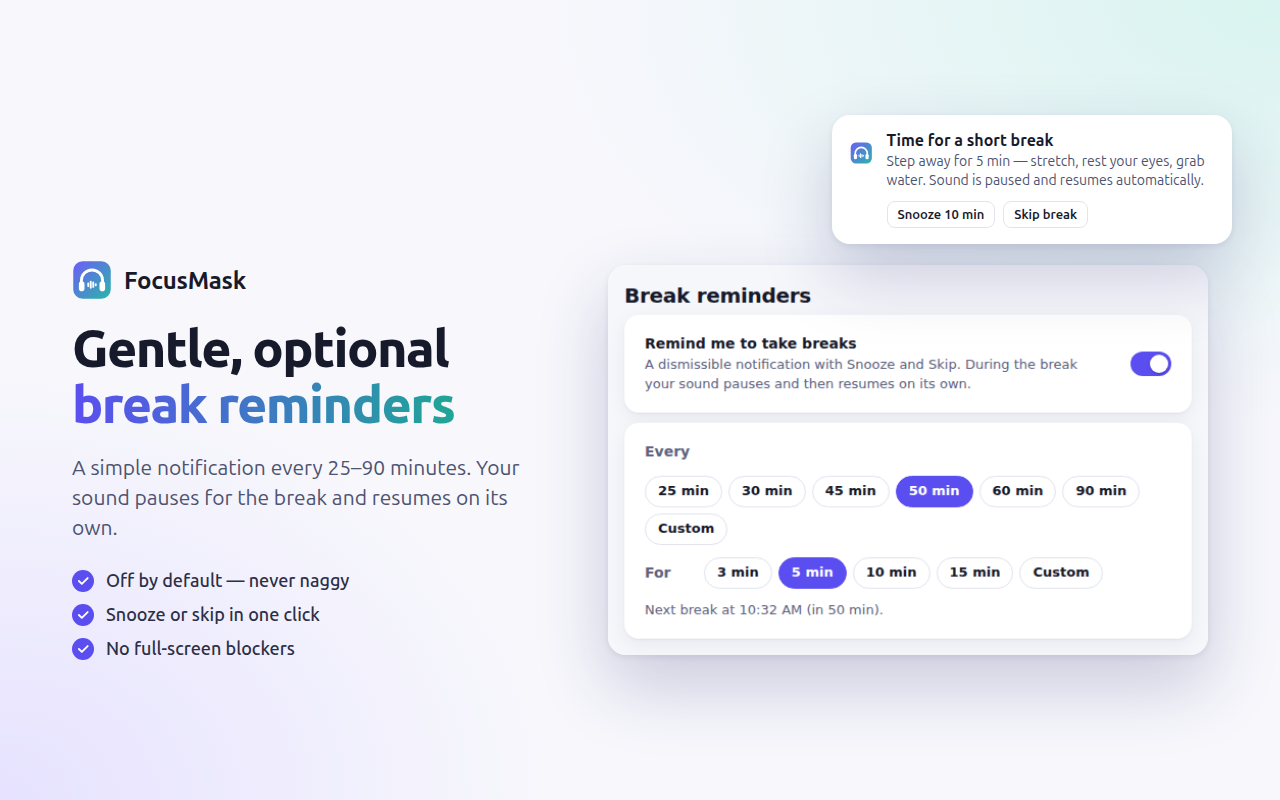 FocusMask
Gentle, optional
break reminders
A simple notification every 25–90 minutes. Your
sound pauses for the break and resumes on its
own.
Off by default — never naggy
Snooze or skip in one click
No full-screen blockers
Time for a short break
Step away for 5 min — stretch, rest your eyes, grab
water. Sound is paused and resumes automatically.
Snooze 10 min Skip break
Break reminders
Remind me to take breaks
A dismissible notification with Snooze and Skip. During the break
your sound pauses and then resumes on its own.
Every
25 min 30 min 45 min 50 min 60 min 90 min
Custom
For 3 min 5 min 10 min 15 min Custom
Next break at 10:32 AM (in 50 min).